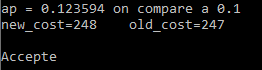 ap = 0.123594 on compare a 0.1
new_cost=248    old_cost=247
Accepte